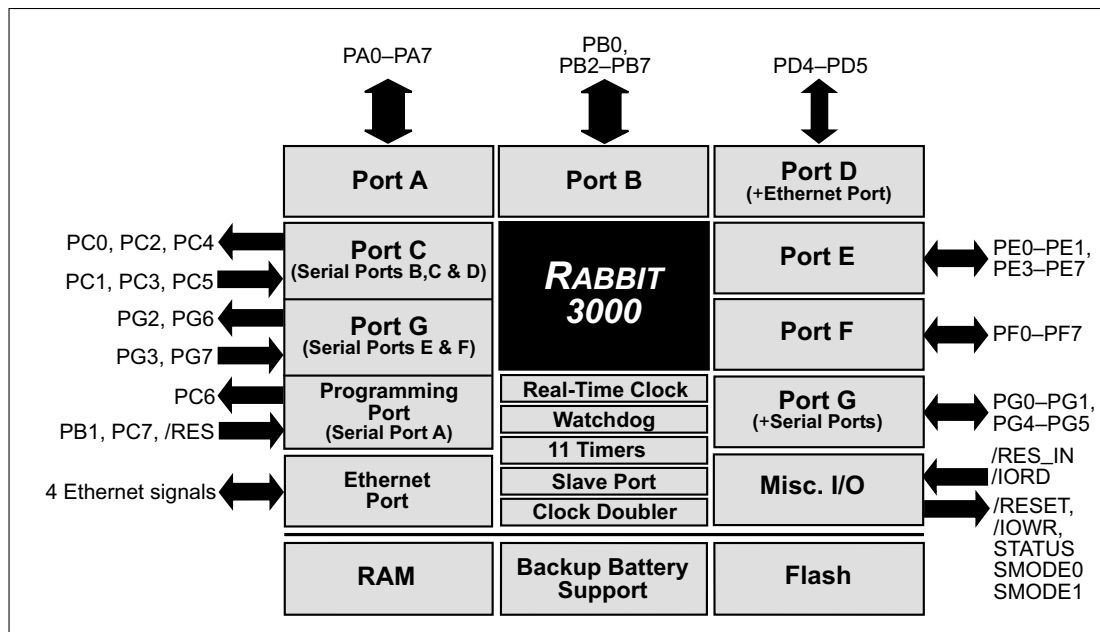 PA0–PA7
PB0,
PB2–PB7
PD4–PD5
Port A
Port B
Port D
(+Ethernet Port)
PC0, PC2, PC4
PC1, PC3, PC5
Port C
(Serial Ports B,C & D)
PG2, PG6
PG3, PG7
Port G
(Serial Ports E & F)
PC6
PB1, PC7, /RES
Programming
Port
(Serial Port A)
4 Ethernet signals
Ethernet
Port
RABBIT
3000
Real-Time Clock
Watchdog
11 Timers
Slave Port
Clock Doubler
Port E
PE0–PE1,
PE3–PE7
Port F
PF0–PF7
Port G
(+Serial Ports)
PG0–PG1,
PG4–PG5
Misc. I/O
/RES_IN
/IORD
/RESET,
/IOWR,
STATUS
SMODE0
SMODE1
RAM
Backup Battery
Support
Flash